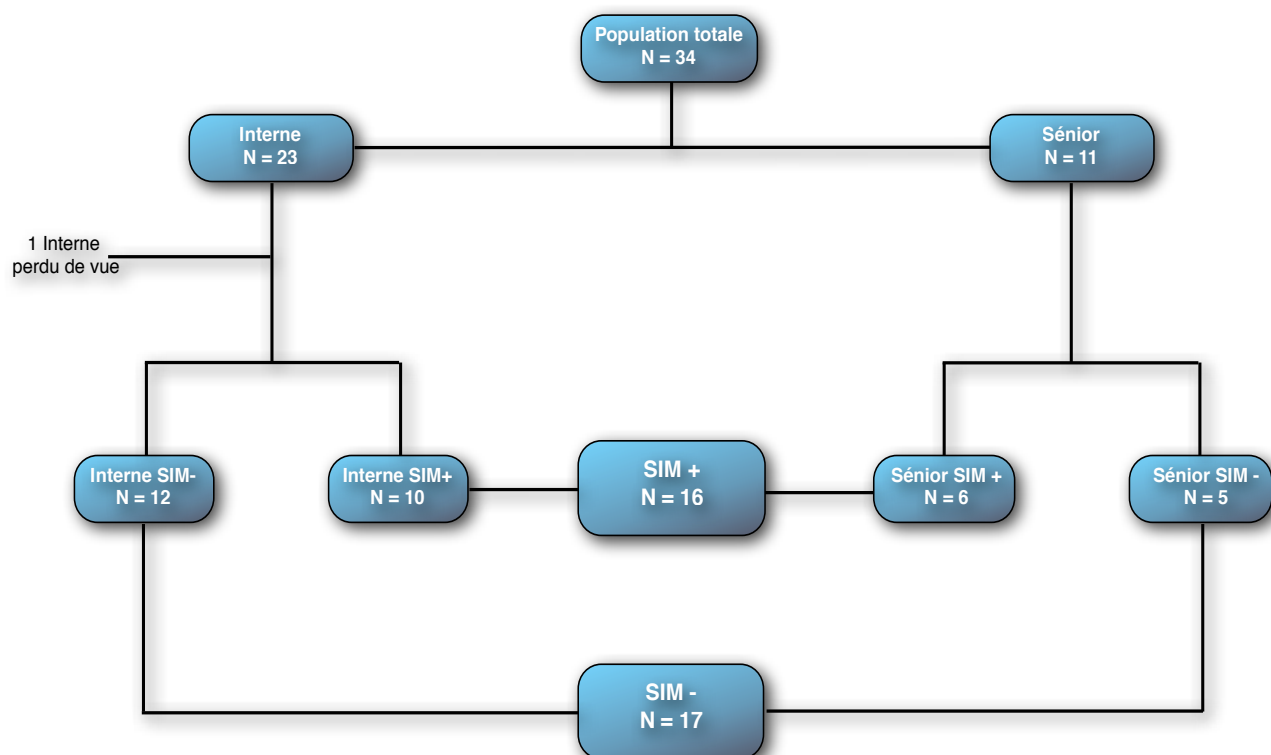 Population totale
N = 34
Interne
N = 23
Sénior
N = 11
1 Interne
perdu de vue
Interne SIM-
N = 12
Interne SIM+
N = 10
SIM +
N = 16
Sénior SIM +
N = 6
Sénior SIM -
N = 5
SIM -
N = 17